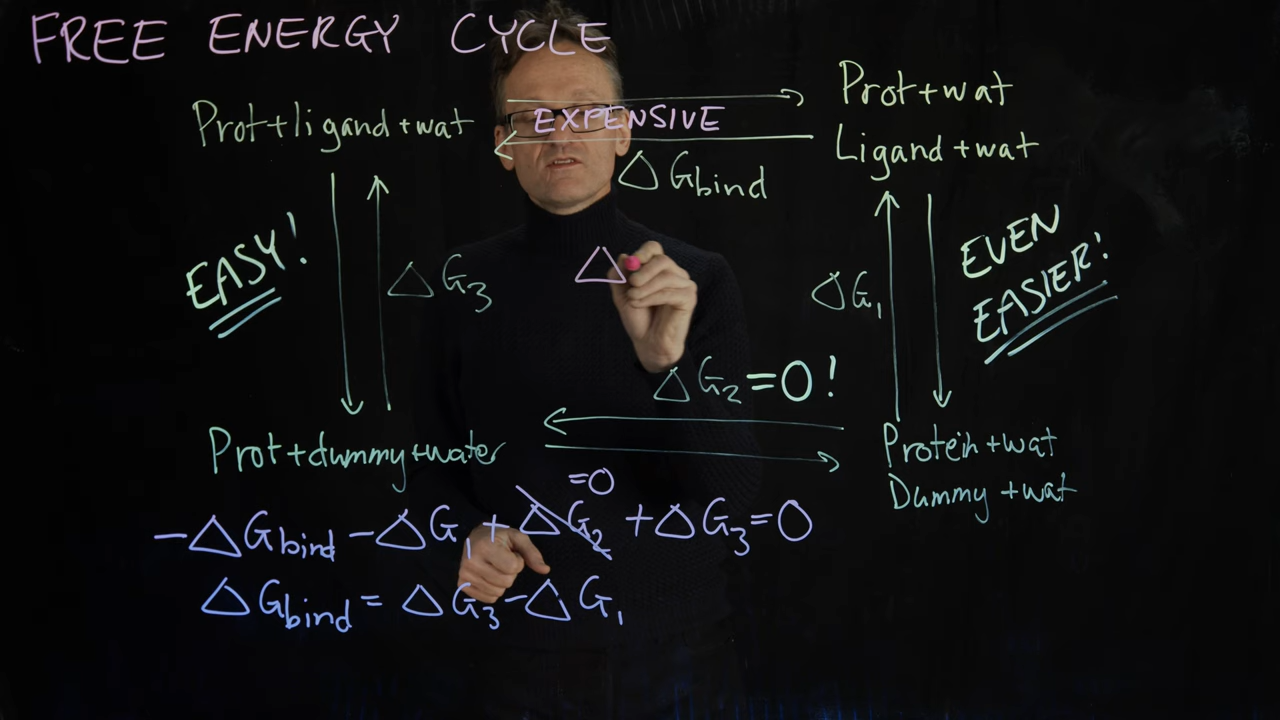 FREE ENERGY CYCLE
Prot+ligand+wat
EXPENSIVE
ΔGbind
Prot+wat
Ligand+wat
EASY!
ΔG3
Δ
ΔG1
EVEN
EASIER!
ΔG2=0!
Prot+dummy+water
Protein+wat
Dummy+wat
=0
-ΔGbind-ΔG1+ΔG2+ΔG3=0
ΔGbind=ΔG3-ΔG1